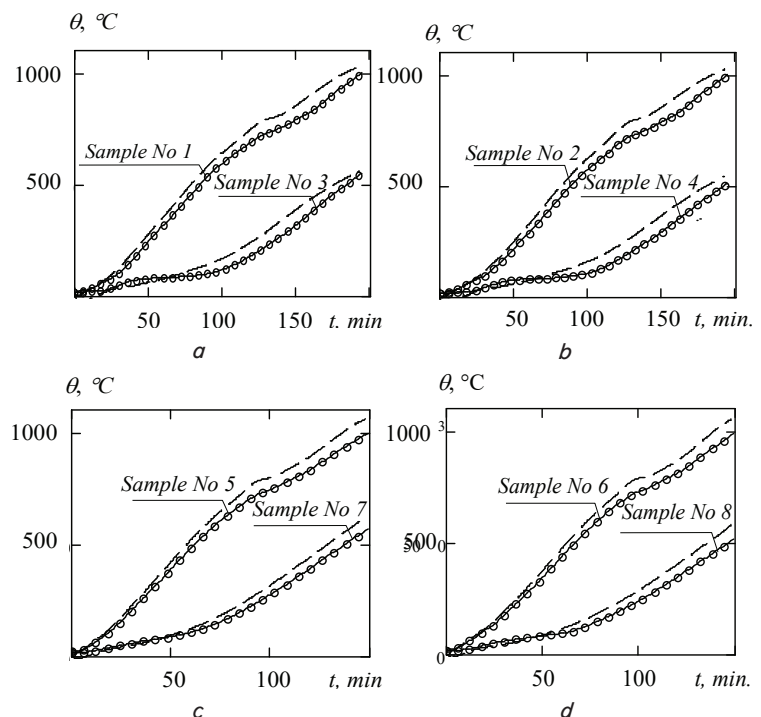 θ, °C
1000
500
Sample No 1
Sample No 3
50
100
150
t. min
a
θ, °C
1000
500
Sample No 2
Sample No 4
50
100
150
t, min.
b
θ, °C
1000
500
Sample No 5
Sample No 7
50
100
t, min
c
θ, °C
1000
3
500
0
Sample No 6
Sample No 8
0
50
100
t, min.
d